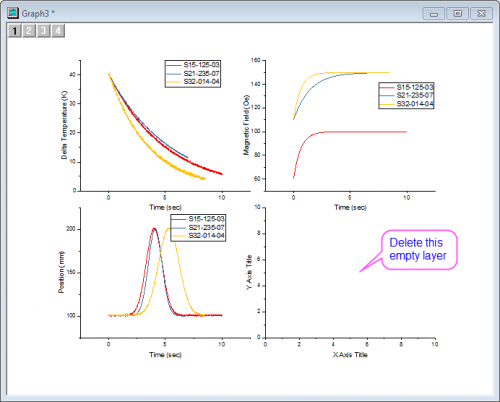 Graph3 *
1 2 3 4
S15-125-03
S21-235-07
S32-014-04
Delta Temperature (K)
40
30
20
10
0
0 5 10
Time (sec)
S15-125-03
S21-235-07
S32-014-04
Magnetic Field (Oe)
160
140
120
100
80
60
0 5 10
Time (sec)
S15-125-03
S21-235-07
S32-014-04
Position (mm)
200
150
100
0 5 10
Time (sec)
Delete this
empty layer
Y Axis Title
10
8
6
4
2
0
0 2 4 6 8 10
X Axis Title